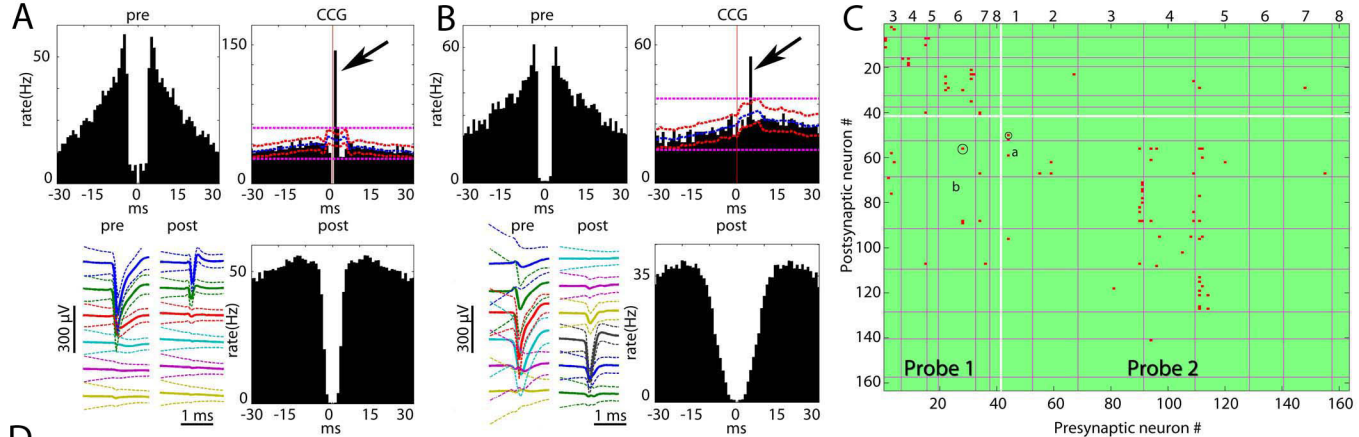 A
pre
CCG
rate(Hz)
60
0
-30 -15 0 15 30
ms
150
0
-30 -15 0 15 30
ms
pre
post
300 µV
1 ms
post
rate(Hz)
50
0
-30 -15 0 15 30
ms
B
pre
CCG
rate(Hz)
60
0
-30 -15 0 15 30
ms
60
0
-30 -15 0 15 30
ms
pre
post
300 µV
1 ms
post
rate(Hz)
35
0
-30 -15 0 15 30
ms
C
3 4 5 6 7 8 1 2 3 4 5 6 7 8
Postsynaptic neuron #
20
40
60
80
100
120
140
160
a
b
Probe 1
Probe 2
20 40 60 80 100 120 140 160
Presynaptic neuron #